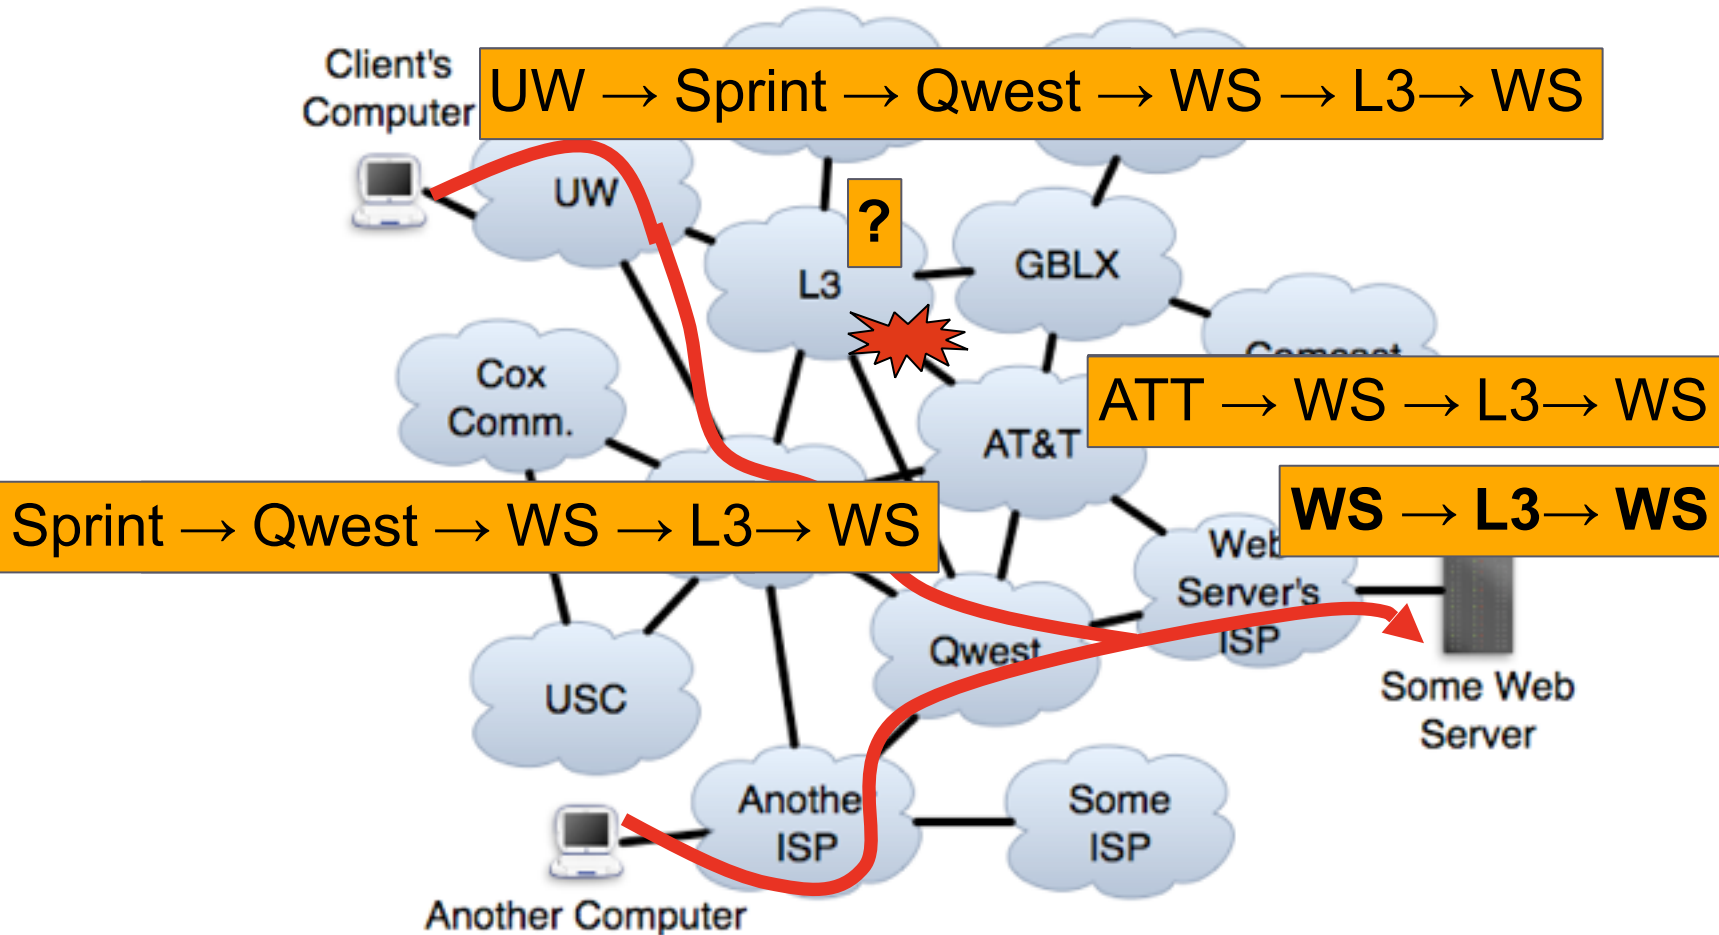 Client's
Computer
UW → Sprint → Qwest → WS → L3→ WS
UW
?
L3
GBLX
Comcast
Cox
Comm.
ATT → WS → L3→ WS
AT&T
WS → L3→ WS
Sprint → Qwest → WS → L3→ WS
Web
Server's
ISP
Qwest
USC
Some Web
Server
Another
ISP
Some
ISP
Another Computer